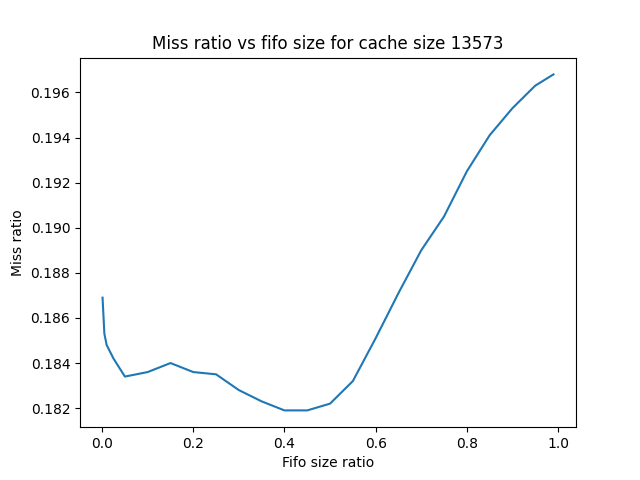 Miss ratio vs fifo size for cache size 13573
0.196
0.194
0.192
0.190
0.188
0.186
0.184
0.182
Miss ratio
0.0 0.2 0.4 0.6 0.8 1.0
Fifo size ratio